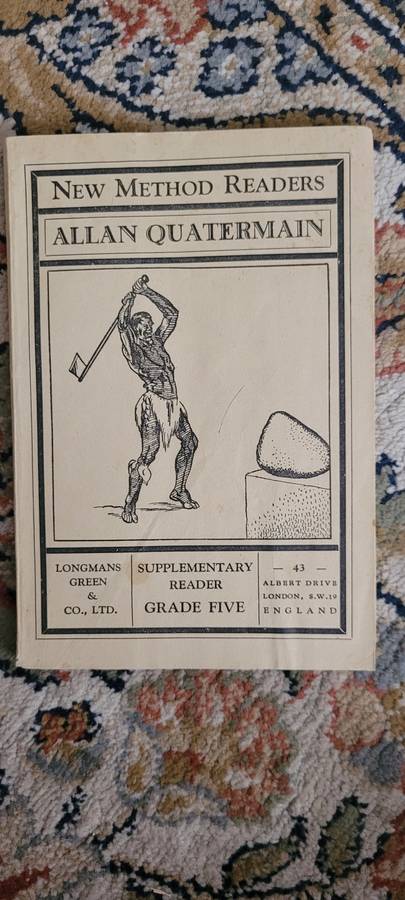 NEW METHOD READERS
ALLAN QUATERMAIN
LONGMANS
GREEN
&
CO., LTD.
SUPPLEMENTARY
READER
GRADE FIVE
— 43 —
ALBERT DRIVE
LONDON, S.W.19
ENGLAND